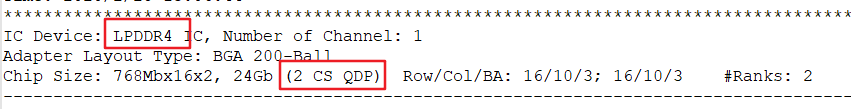 ****************************************************************************************************
IC Device: LPDDR4 IC, Number of Channel: 1
Adapter Layout Type: BGA 200-Ball
Chip Size: 768Mbx16x2, 24Gb (2 CS QDP)  Row/Col/BA: 16/10/3; 16/10/3    #Ranks: 2
----------------------------------------------------------------------------------------------------